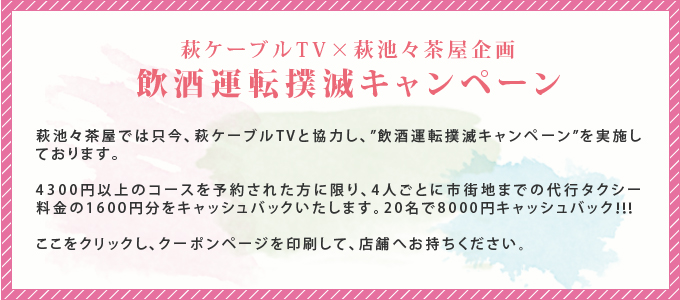 萩ケーブルTV×萩池々茶屋企画
飲酒運転撲滅キャンペーン
萩池々茶屋では只今、萩ケーブルTVと協力し、”飲酒運転撲滅キャンペーン”を実施し
ております。
4300円以上のコースを予約された方に限り、4人ごとに市街地までの代行タクシー
料金の1600円分をキャッシュバックいたします。20名で8000円キャッシュバック!!!
ここをクリックし、クーポンページを印刷して、店舗へお持ちください。